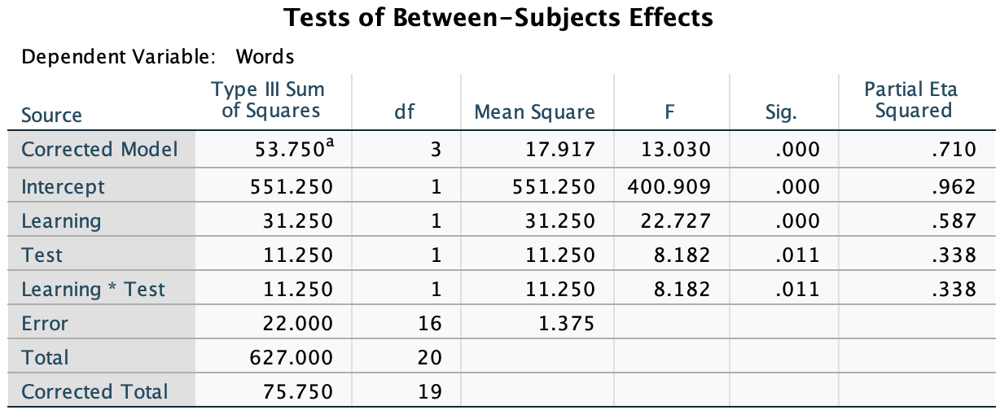 Tests of Between-Subjects Effects
Dependent Variable: Words
Source Type III Sum of Squares df Mean Square F Sig. Partial Eta Squared
Corrected Model 53.750a 3 17.917 13.030 .000 .710
Intercept 551.250 1 551.250 400.909 .000 .962
Learning 31.250 1 31.250 22.727 .000 .587
Test 11.250 1 11.250 8.182 .011 .338
Learning * Test 11.250 1 11.250 8.182 .011 .338
Error 22.000 16 1.375
Total 627.000 20
Corrected Total 75.750 19